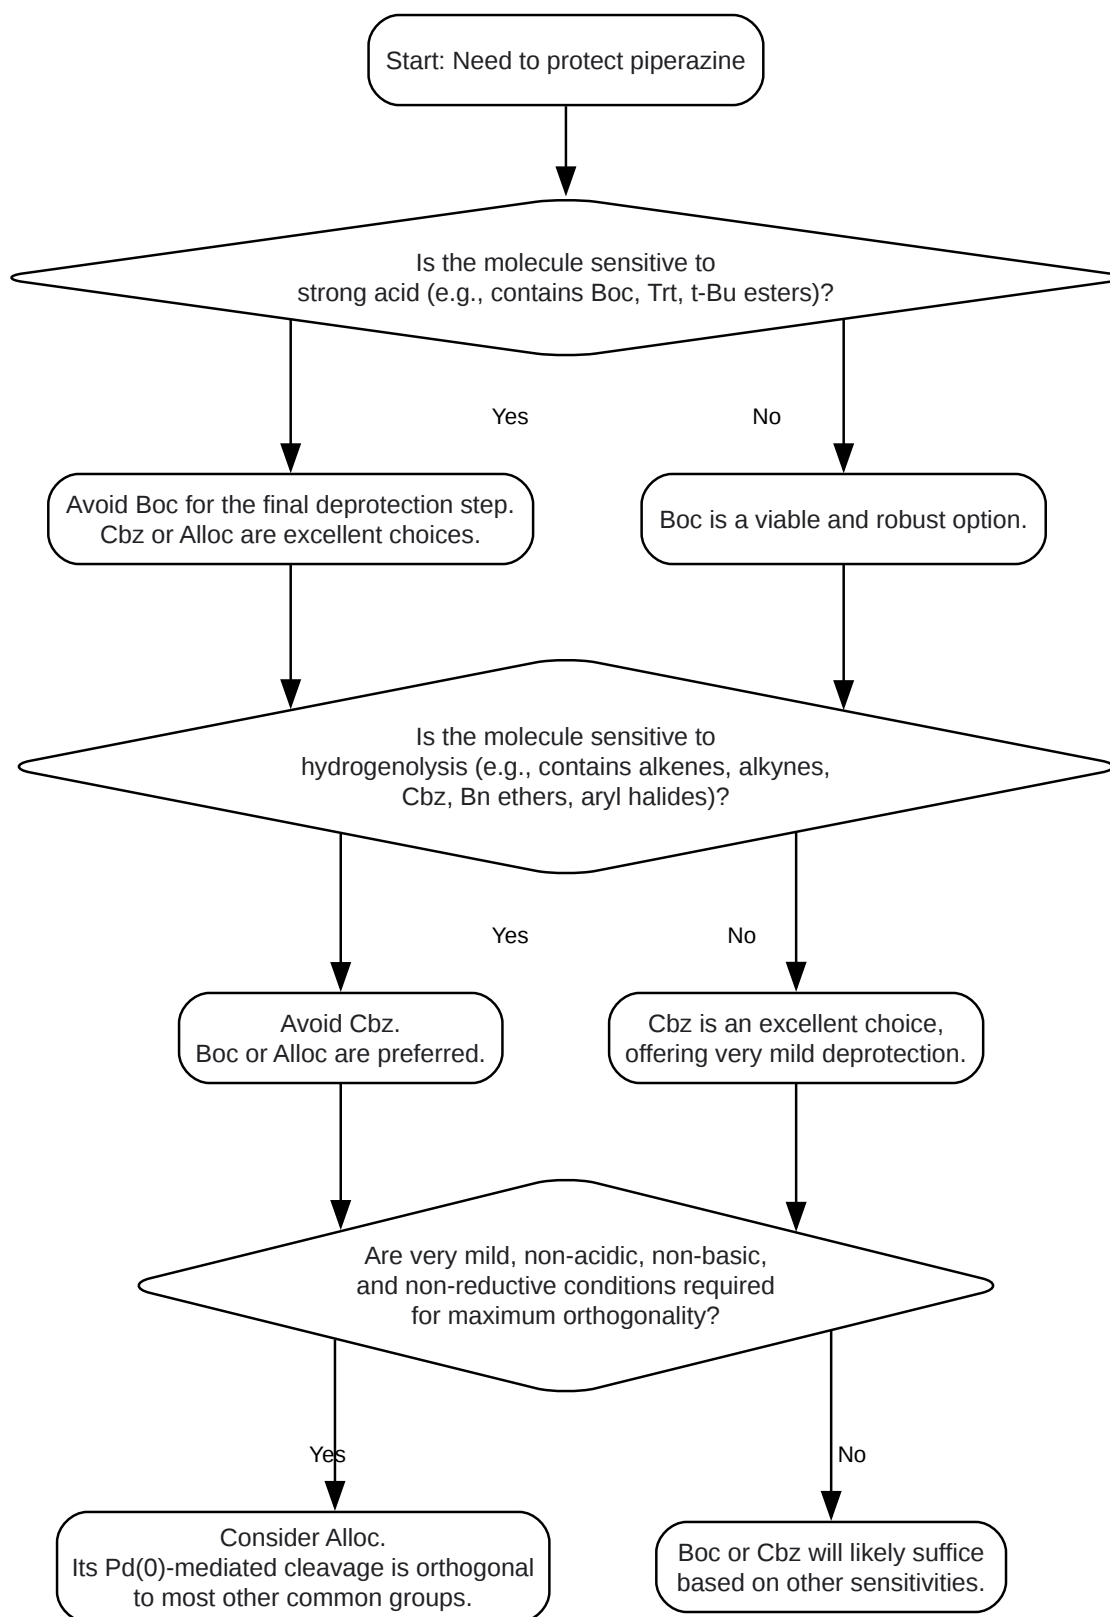 Start: Need to protect piperazine
Is the molecule sensitive to
strong acid (e.g., contains Boc, Trt, t-Bu esters)?
Yes
No
Avoid Boc for the final deprotection step.
Cbz or Alloc are excellent choices.
Boc is a viable and robust option.
Is the molecule sensitive to
hydrogenolysis (e.g., contains alkenes, alkynes,
Cbz, Bn ethers, aryl halides)?
Yes
No
Avoid Cbz.
Boc or Alloc are preferred.
Cbz is an excellent choice,
offering very mild deprotection.
Are very mild, non-acidic, non-basic,
and non-reductive conditions required
for maximum orthogonality?
Yes
No
Consider Alloc.
Its Pd(0)-mediated cleavage is orthogonal
to most other common groups.
Boc or Cbz will likely suffice
based on other sensitivities.